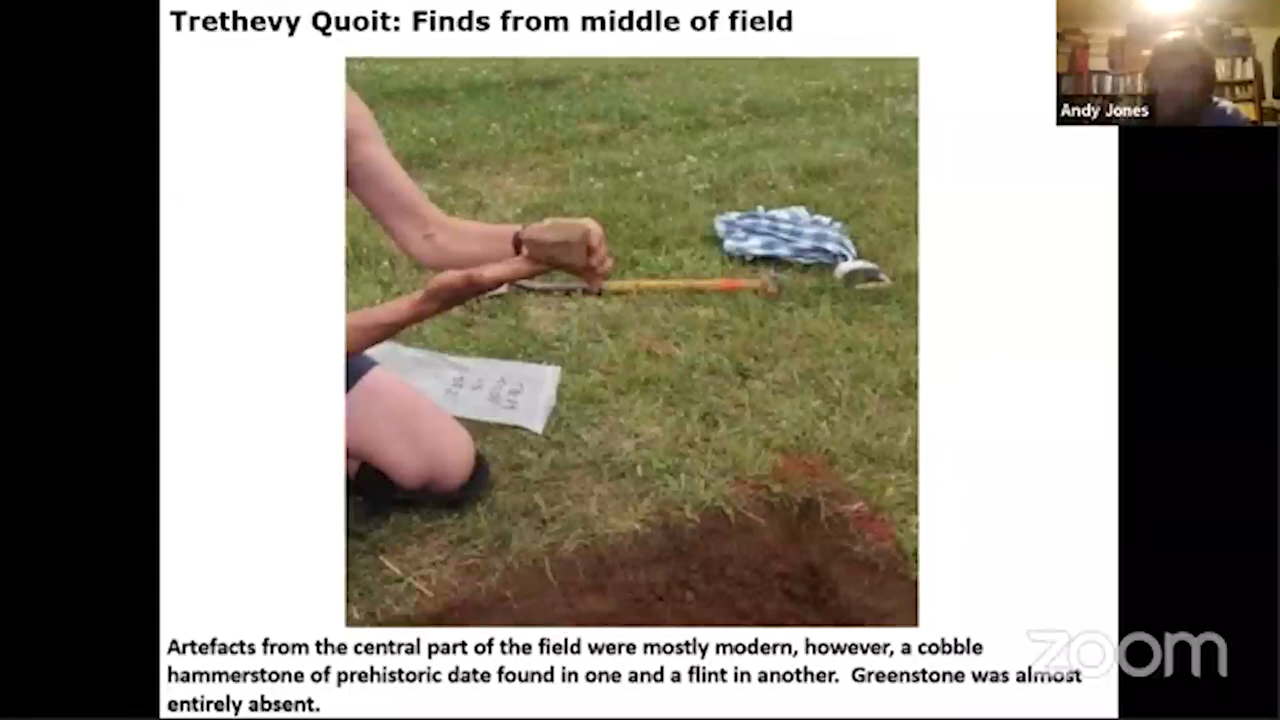 Trethevy Quoit: Finds from middle of field
Andy Jones
Artefacts from the central part of the field were mostly modern, however, a cobble
hammerstone of prehistoric date found in one and a flint in another.  Greenstone was almost
entirely absent.
zoom